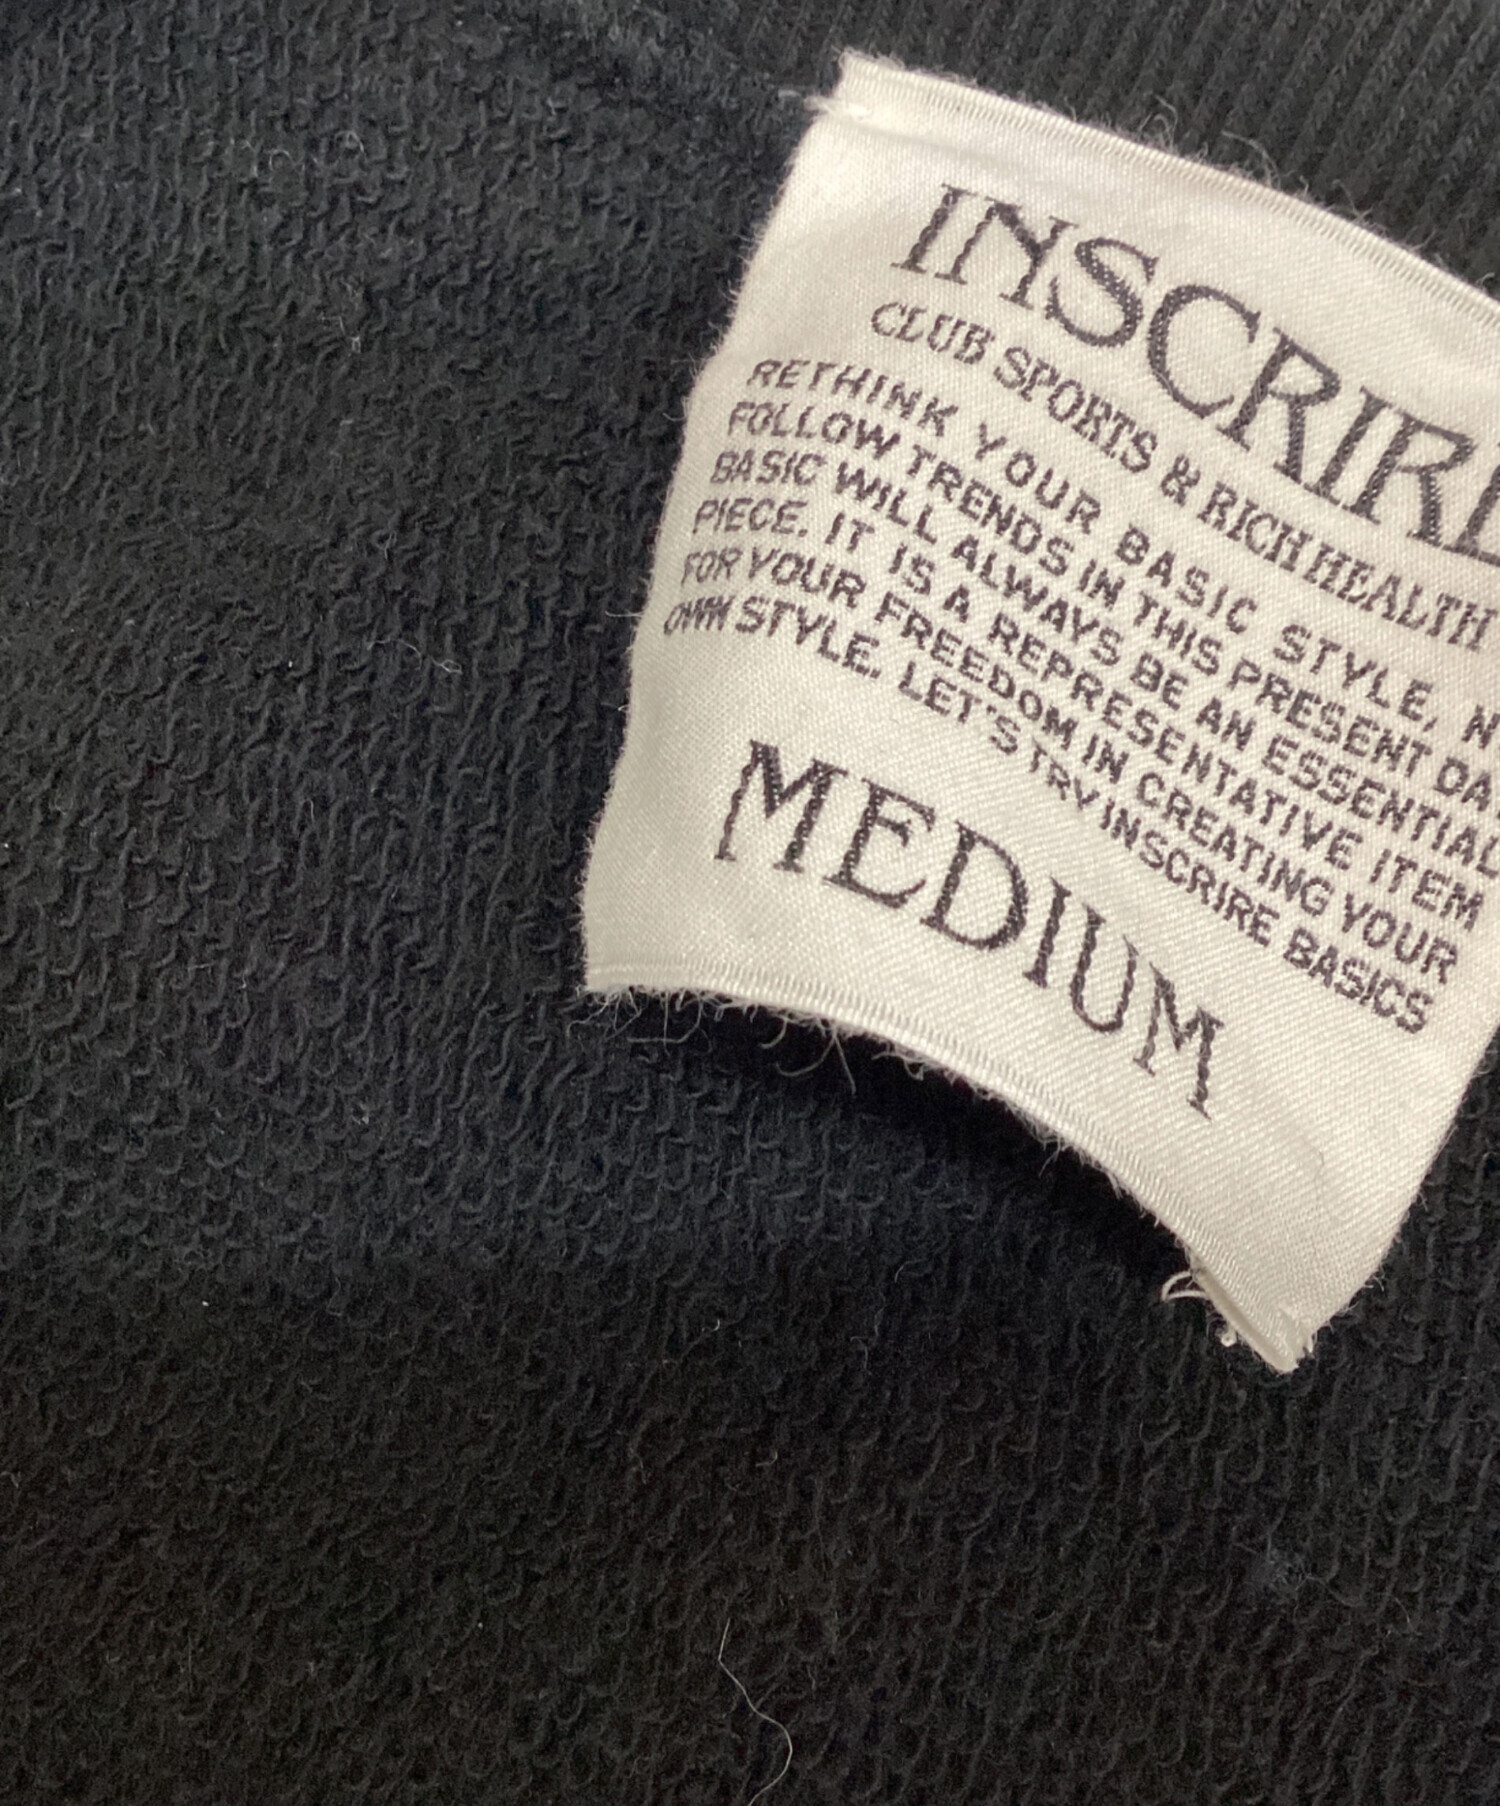 INSCRIRE
CLUB SPORTS & RICH HEALTH
RETHINK YOUR BASIC STYLE, N
FOLLOW TRENDS IN THIS PRESENT DA
BASIC WILL ALWAYS BE AN ESSENTIAL
PIECE. IT IS A REPRESENTATIVE ITEM
FOR YOUR FREEDOM IN CREATING YOUR
OWN STYLE. LET'S TRY INSCRIRE BASICS
MEDIUM